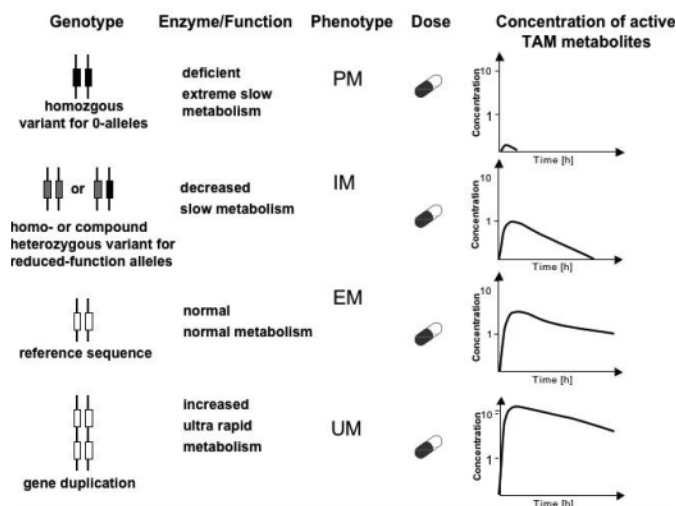 Genotype Enzyme/Function Phenotype Dose Concentration of active
TAM metabolites
deficient
extreme slow
metabolism
PM
homozgous
variant for 0-alleles
Concentration
10
1
Time [h]
or
decreased
slow metabolism
IM
homo- or compound
heterozygous variant for
reduced-function alleles
Concentration
10
1
Time [h]
normal
normal metabolism
EM
reference sequence
Concentration
10
1
Time [h]
increased
ultra rapid
metabolism
UM
gene duplication
Concentration
10
1
Time [h]